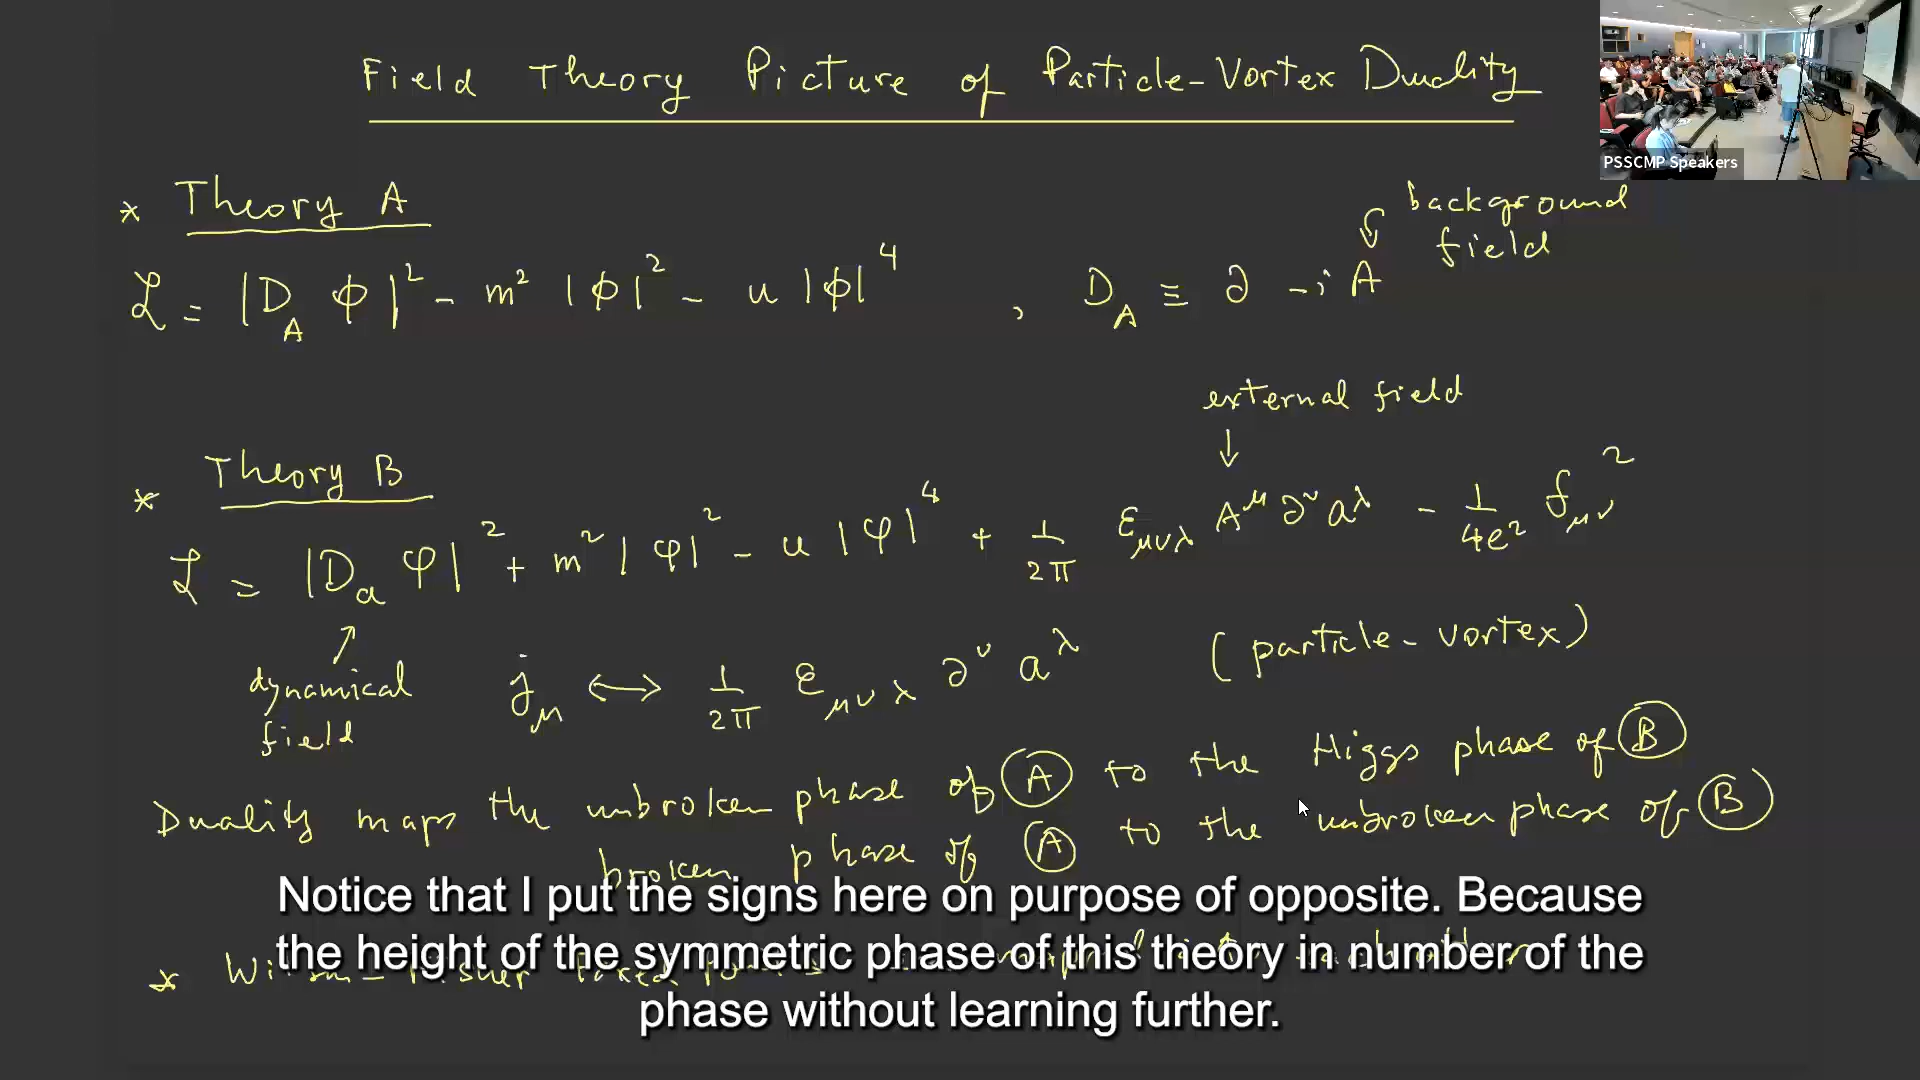 Field Theory Picture of Particle-Vortex Duality
PSSCMP Speakers
* Theory A
background field
ℒ = |D_A ϕ|² - m² |ϕ|² - u |ϕ|⁴ , D_A ≡ ∂ - i A
external field
* Theory B
ℒ = |D_a φ|² + m² |φ|² - u |φ|⁴ + 1/2π ε_μνλ A^μ ∂^ν a^λ - 1/4e² f_μν²
dynamical field
j_μ ↔ 1/2π ε_μνλ ∂^ν a^λ (particle-vortex)
Duality maps the unbroken phase of Ⓐ to the Higgs phase of Ⓑ
broken phase of Ⓐ to the unbroken phase of Ⓑ
* Wilson-Fisher fixed points
Notice that I put the signs here on purpose of opposite. Because
the height of the symmetric phase of this theory in number of the
phase without learning further.